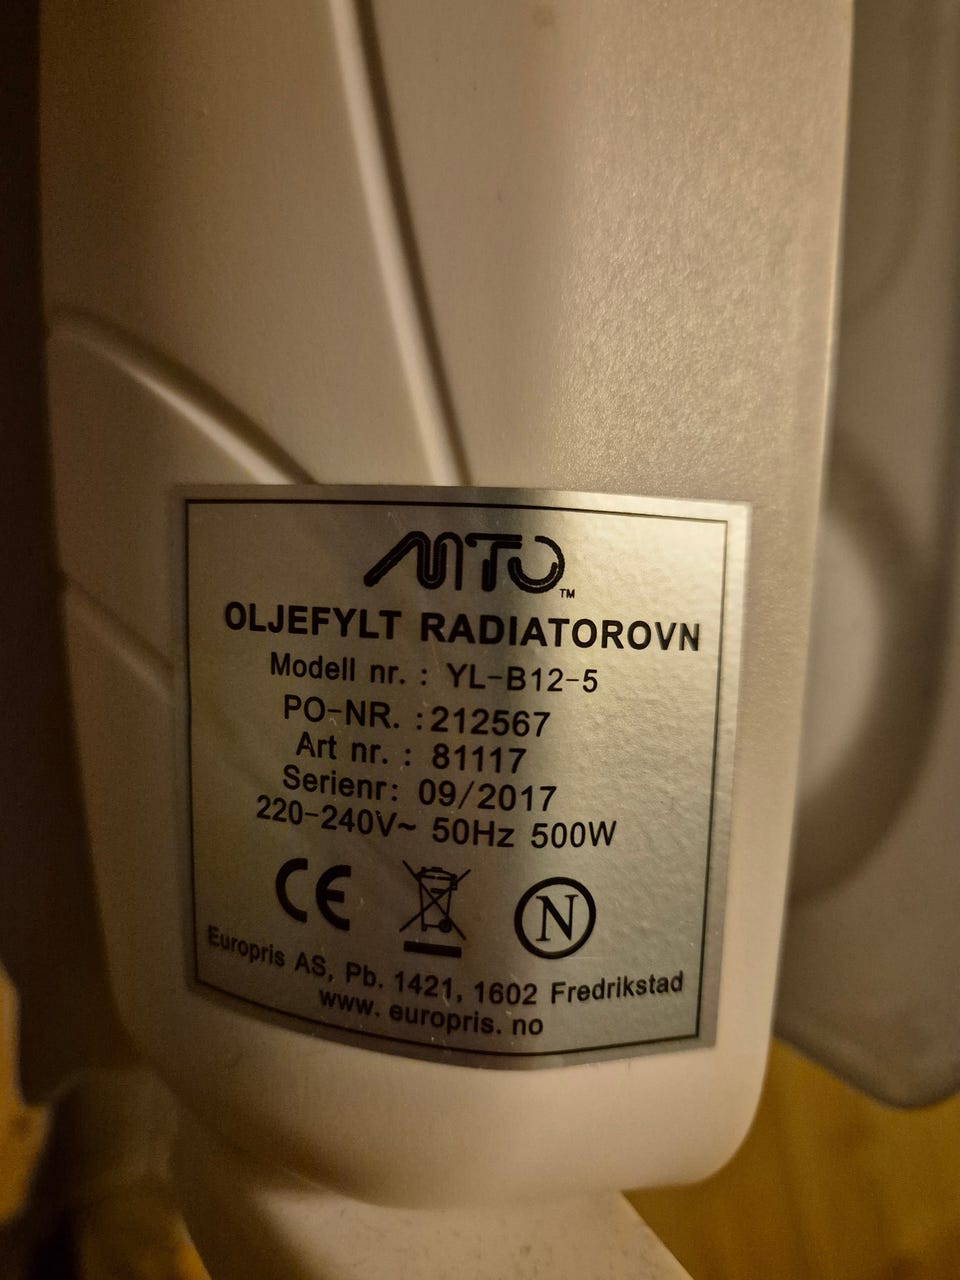 MTO™
OLJEFYLT RADIATOROVN
Modell nr. : YL-B12-5
PO-NR. :212567
Art nr. : 81117
Serienr: 09/2017
220-240V~ 50Hz 500W
CE
N
Europris AS, Pb. 1421, 1602 Fredrikstad
www. europris. no